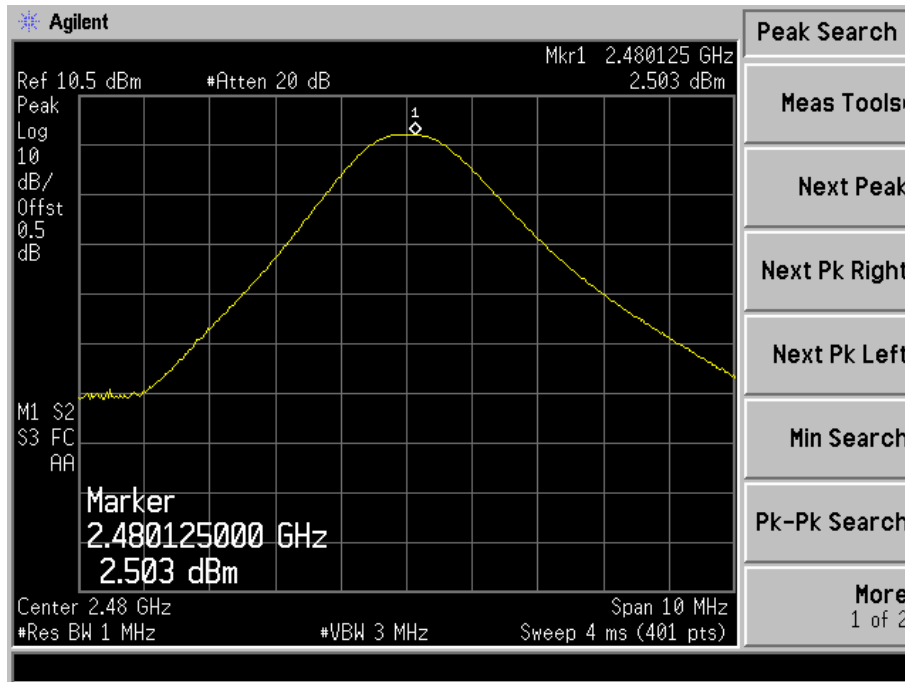 Agilent
Peak Search
Mkr1 2.480125 GHz
Ref 10.5 dBm #Atten 20 dB 2.503 dBm
Peak
Log
10
dB/
Offst
0.5
dB
1
M1 S2
S3 FC
AA
Marker
2.480125000 GHz
2.503 dBm
Center 2.48 GHz Span 10 MHz
#Res BW 1 MHz #VBW 3 MHz Sweep 4 ms (401 pts)
Meas Tools
Next Peak
Next Pk Right
Next Pk Left
Min Search
Pk-Pk Search
More
1 of 2